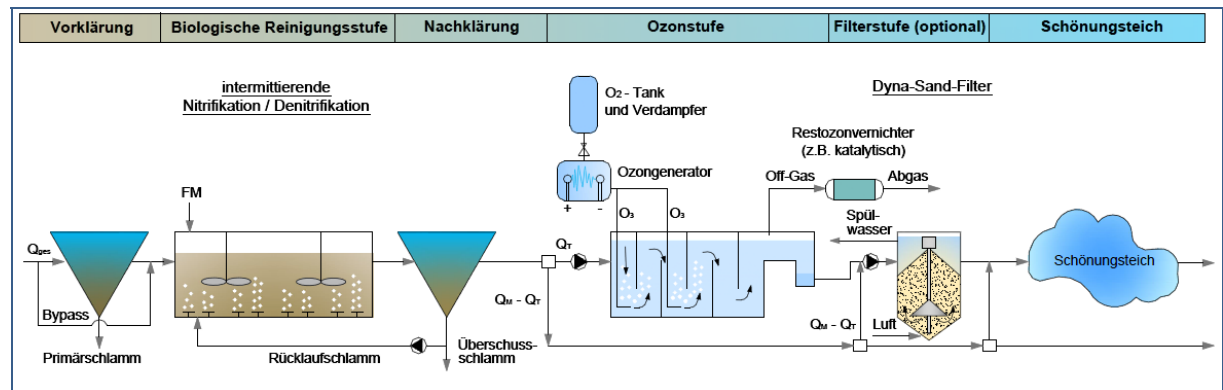 Vorklärung
Biologische Reinigungsstufe
Nachklärung
Ozonstufe
Filterstufe (optional)
Schönungsteich
intermittierende
Nitrifikation / Denitrifikation
O₂ - Tank
und Verdampfer
Dyna-Sand-Filter
Restozonvernichter
(z.B. katalytisch)
Ozongenerator
Off-Gas
Abgas
FM
+
-
O₃
O₃
Spül-
wasser
Qges
QT
Schönungsteich
Bypass
QM - QT
QM - QT
Luft
Primärschlamm
Rücklaufschlamm
Überschuss-
schlamm